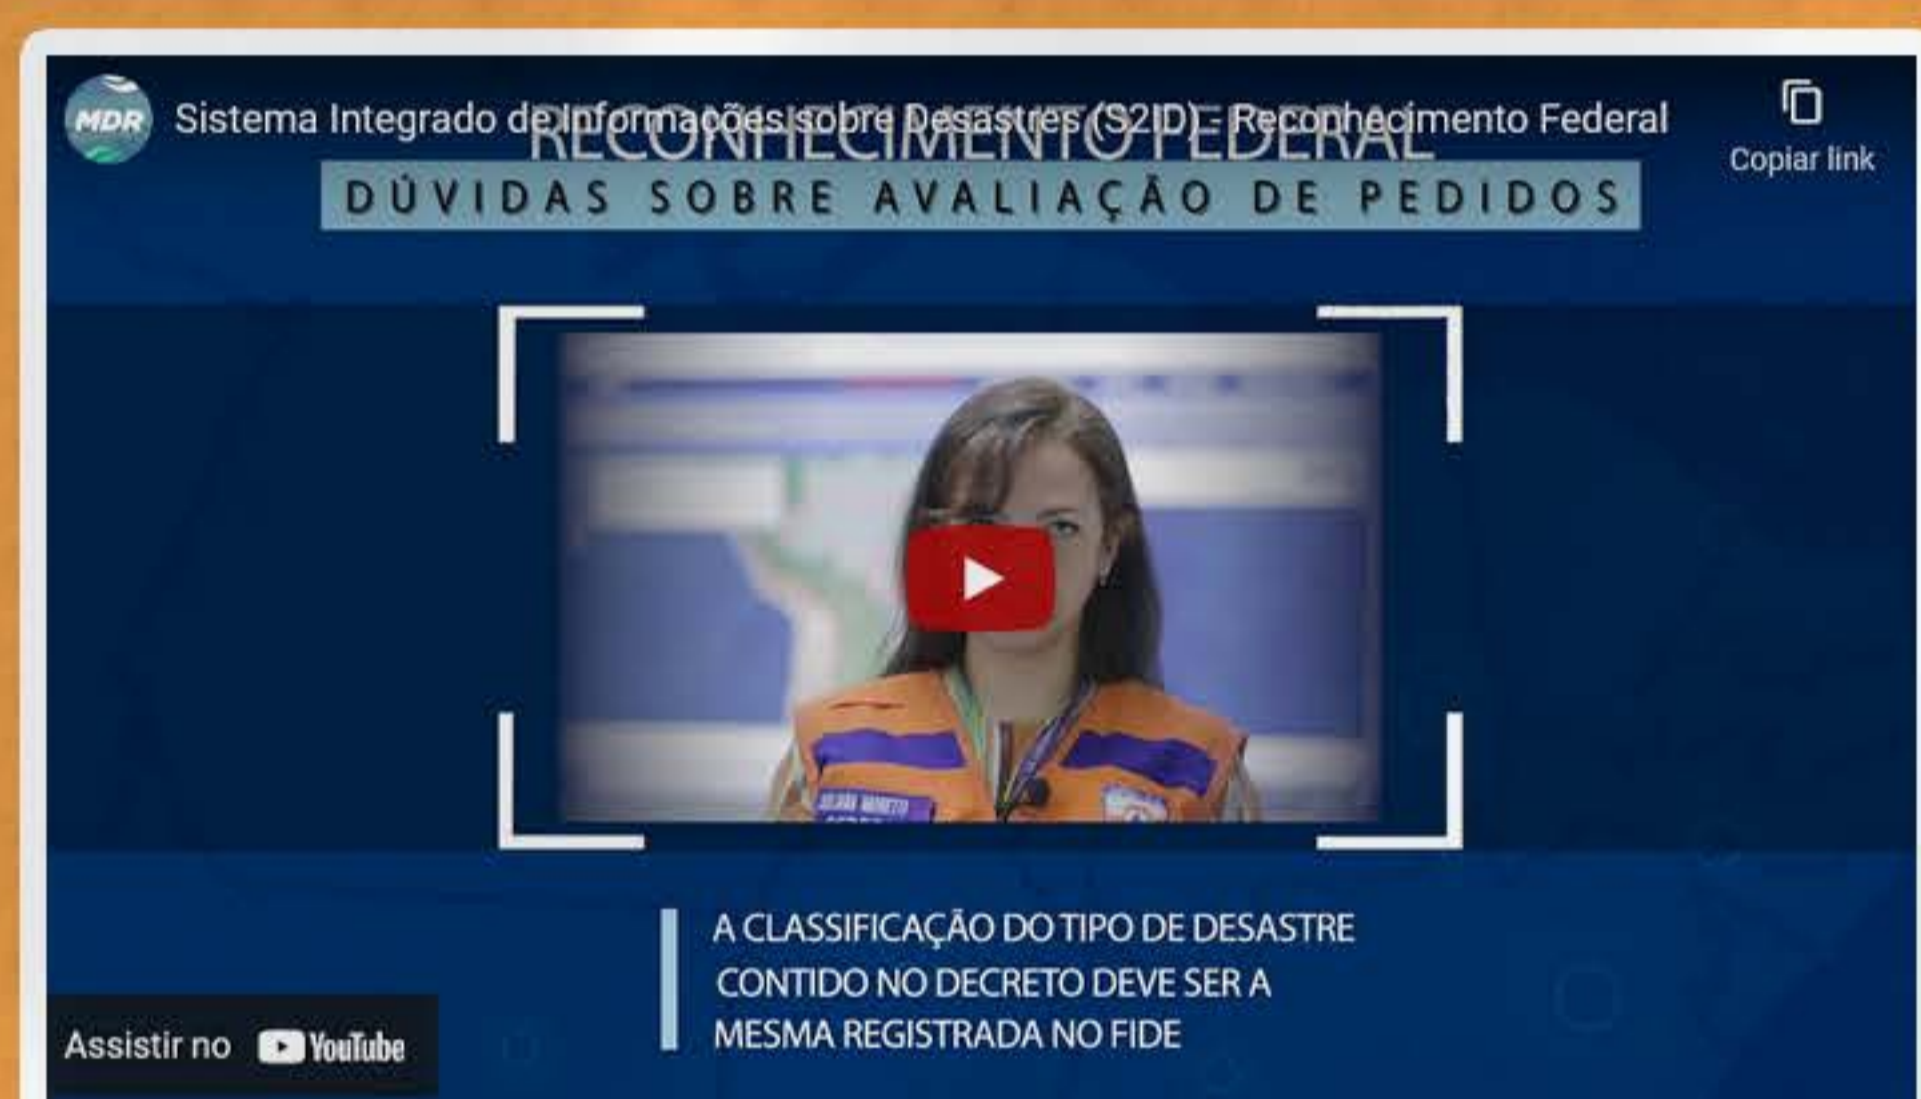 MDR
Sistema Integrado de Informações sobre Desastres (S2ID) - Reconhecimento Federal
Copiar link
RECONHECIMENTO FEDERAL
DÚVIDAS SOBRE AVALIAÇÃO DE PEDIDOS
A CLASSIFICAÇÃO DO TIPO DE DESASTRE
CONTIDO NO DECRETO DEVE SER A
MESMA REGISTRADA NO FIDE
Assistir no YouTube